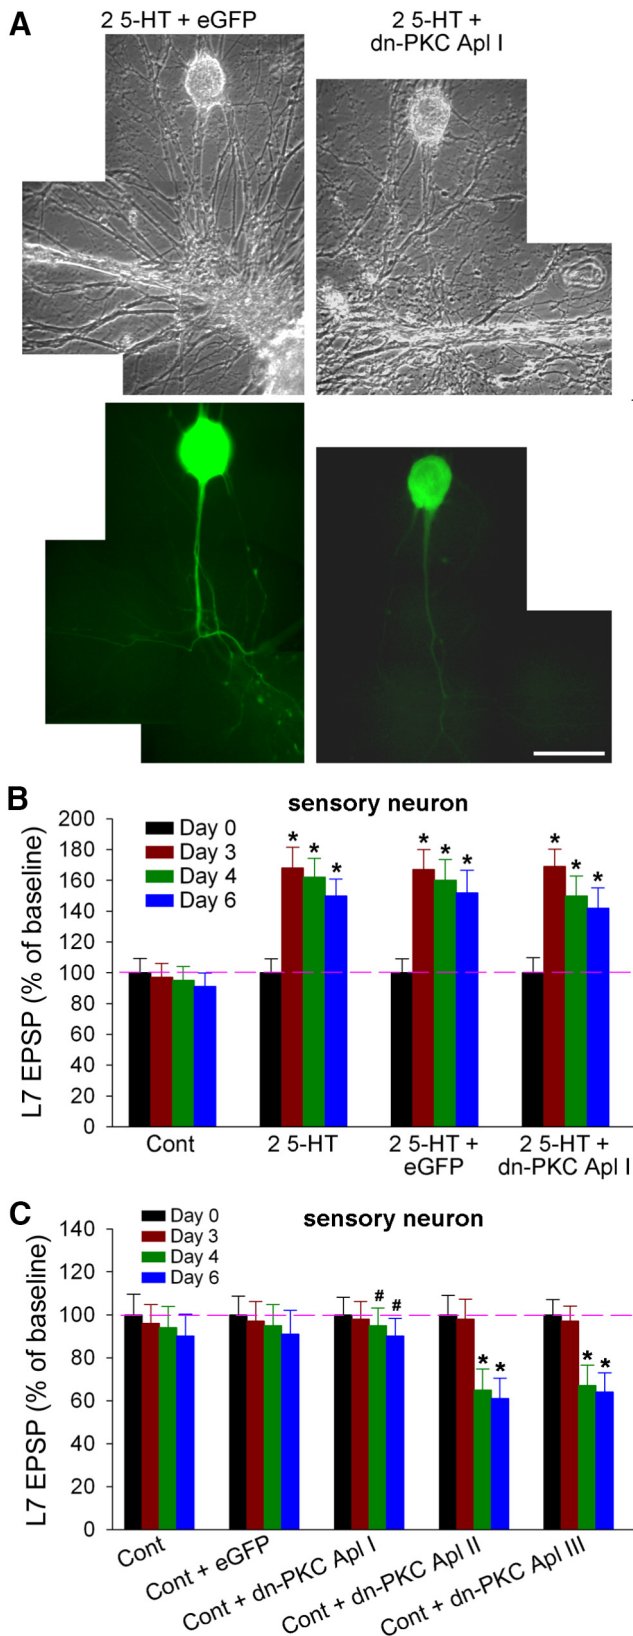 A
2 5-HT + eGFP
2 5-HT +
dn-PKC Apl I
B
sensory neuron
L7 EPSP (% of baseline)
200
180
160
140
120
100
80
60
40
20
0
Day 0
Day 3
Day 4
Day 6
* * *
* * *
* * *
Cont
2 5-HT
2 5-HT +
eGFP
2 5-HT +
dn-PKC Apl I
C
sensory neuron
L7 EPSP (% of baseline)
140
120
100
80
60
40
20
0
Day 0
Day 3
Day 4
Day 6
# #
* *
* *
Cont
Cont + eGFP
Cont + dn-PKC Apl I
Cont + dn-PKC Apl II
Cont + dn-PKC Apl III